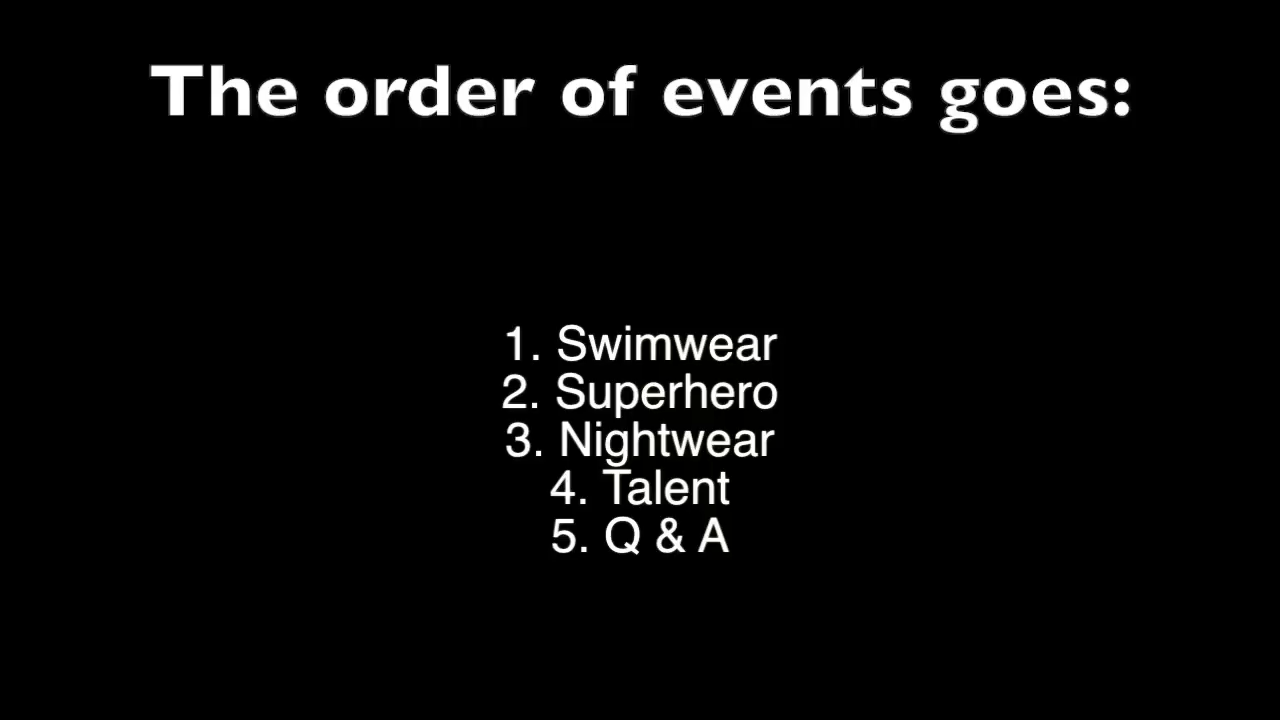 The order of events goes:
1. Swimwear
2. Superhero
3. Nightwear
4. Talent
5. Q & A